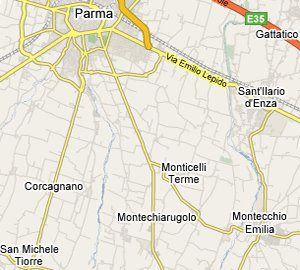 Parma
E35
Gattatico
Via Emilio Lepido
Sant'Ilario
d'Enza
Monticelli
Terme
Corcagnano
Montechiarugolo
Montecchio
Emilia
San Michele
Tiorre